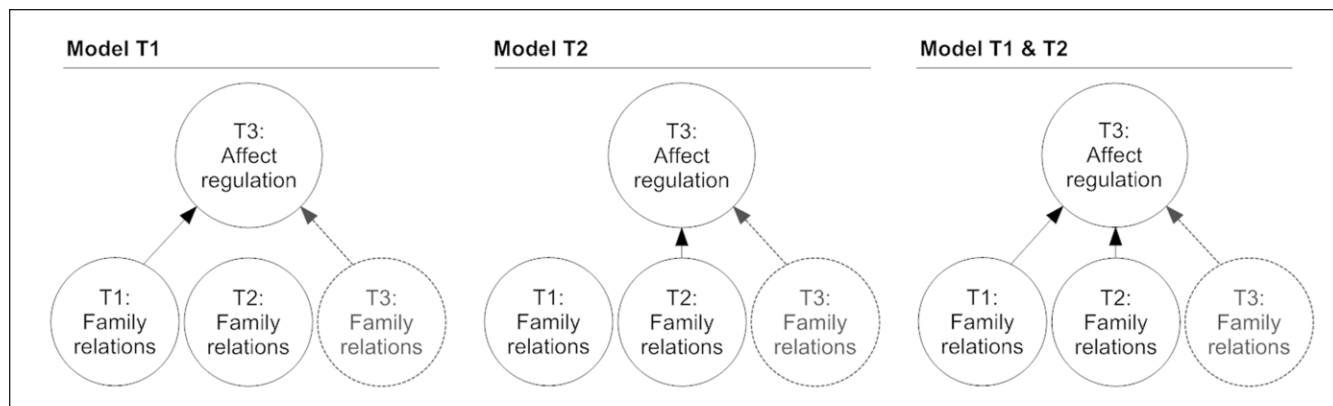 Model T1
T3:
Affect
regulation
T1:
Family
relations
T2:
Family
relations
T3:
Family
relations
Model T2
T3:
Affect
regulation
T1:
Family
relations
T2:
Family
relations
T3:
Family
relations
Model T1 & T2
T3:
Affect
regulation
T1:
Family
relations
T2:
Family
relations
T3:
Family
relations